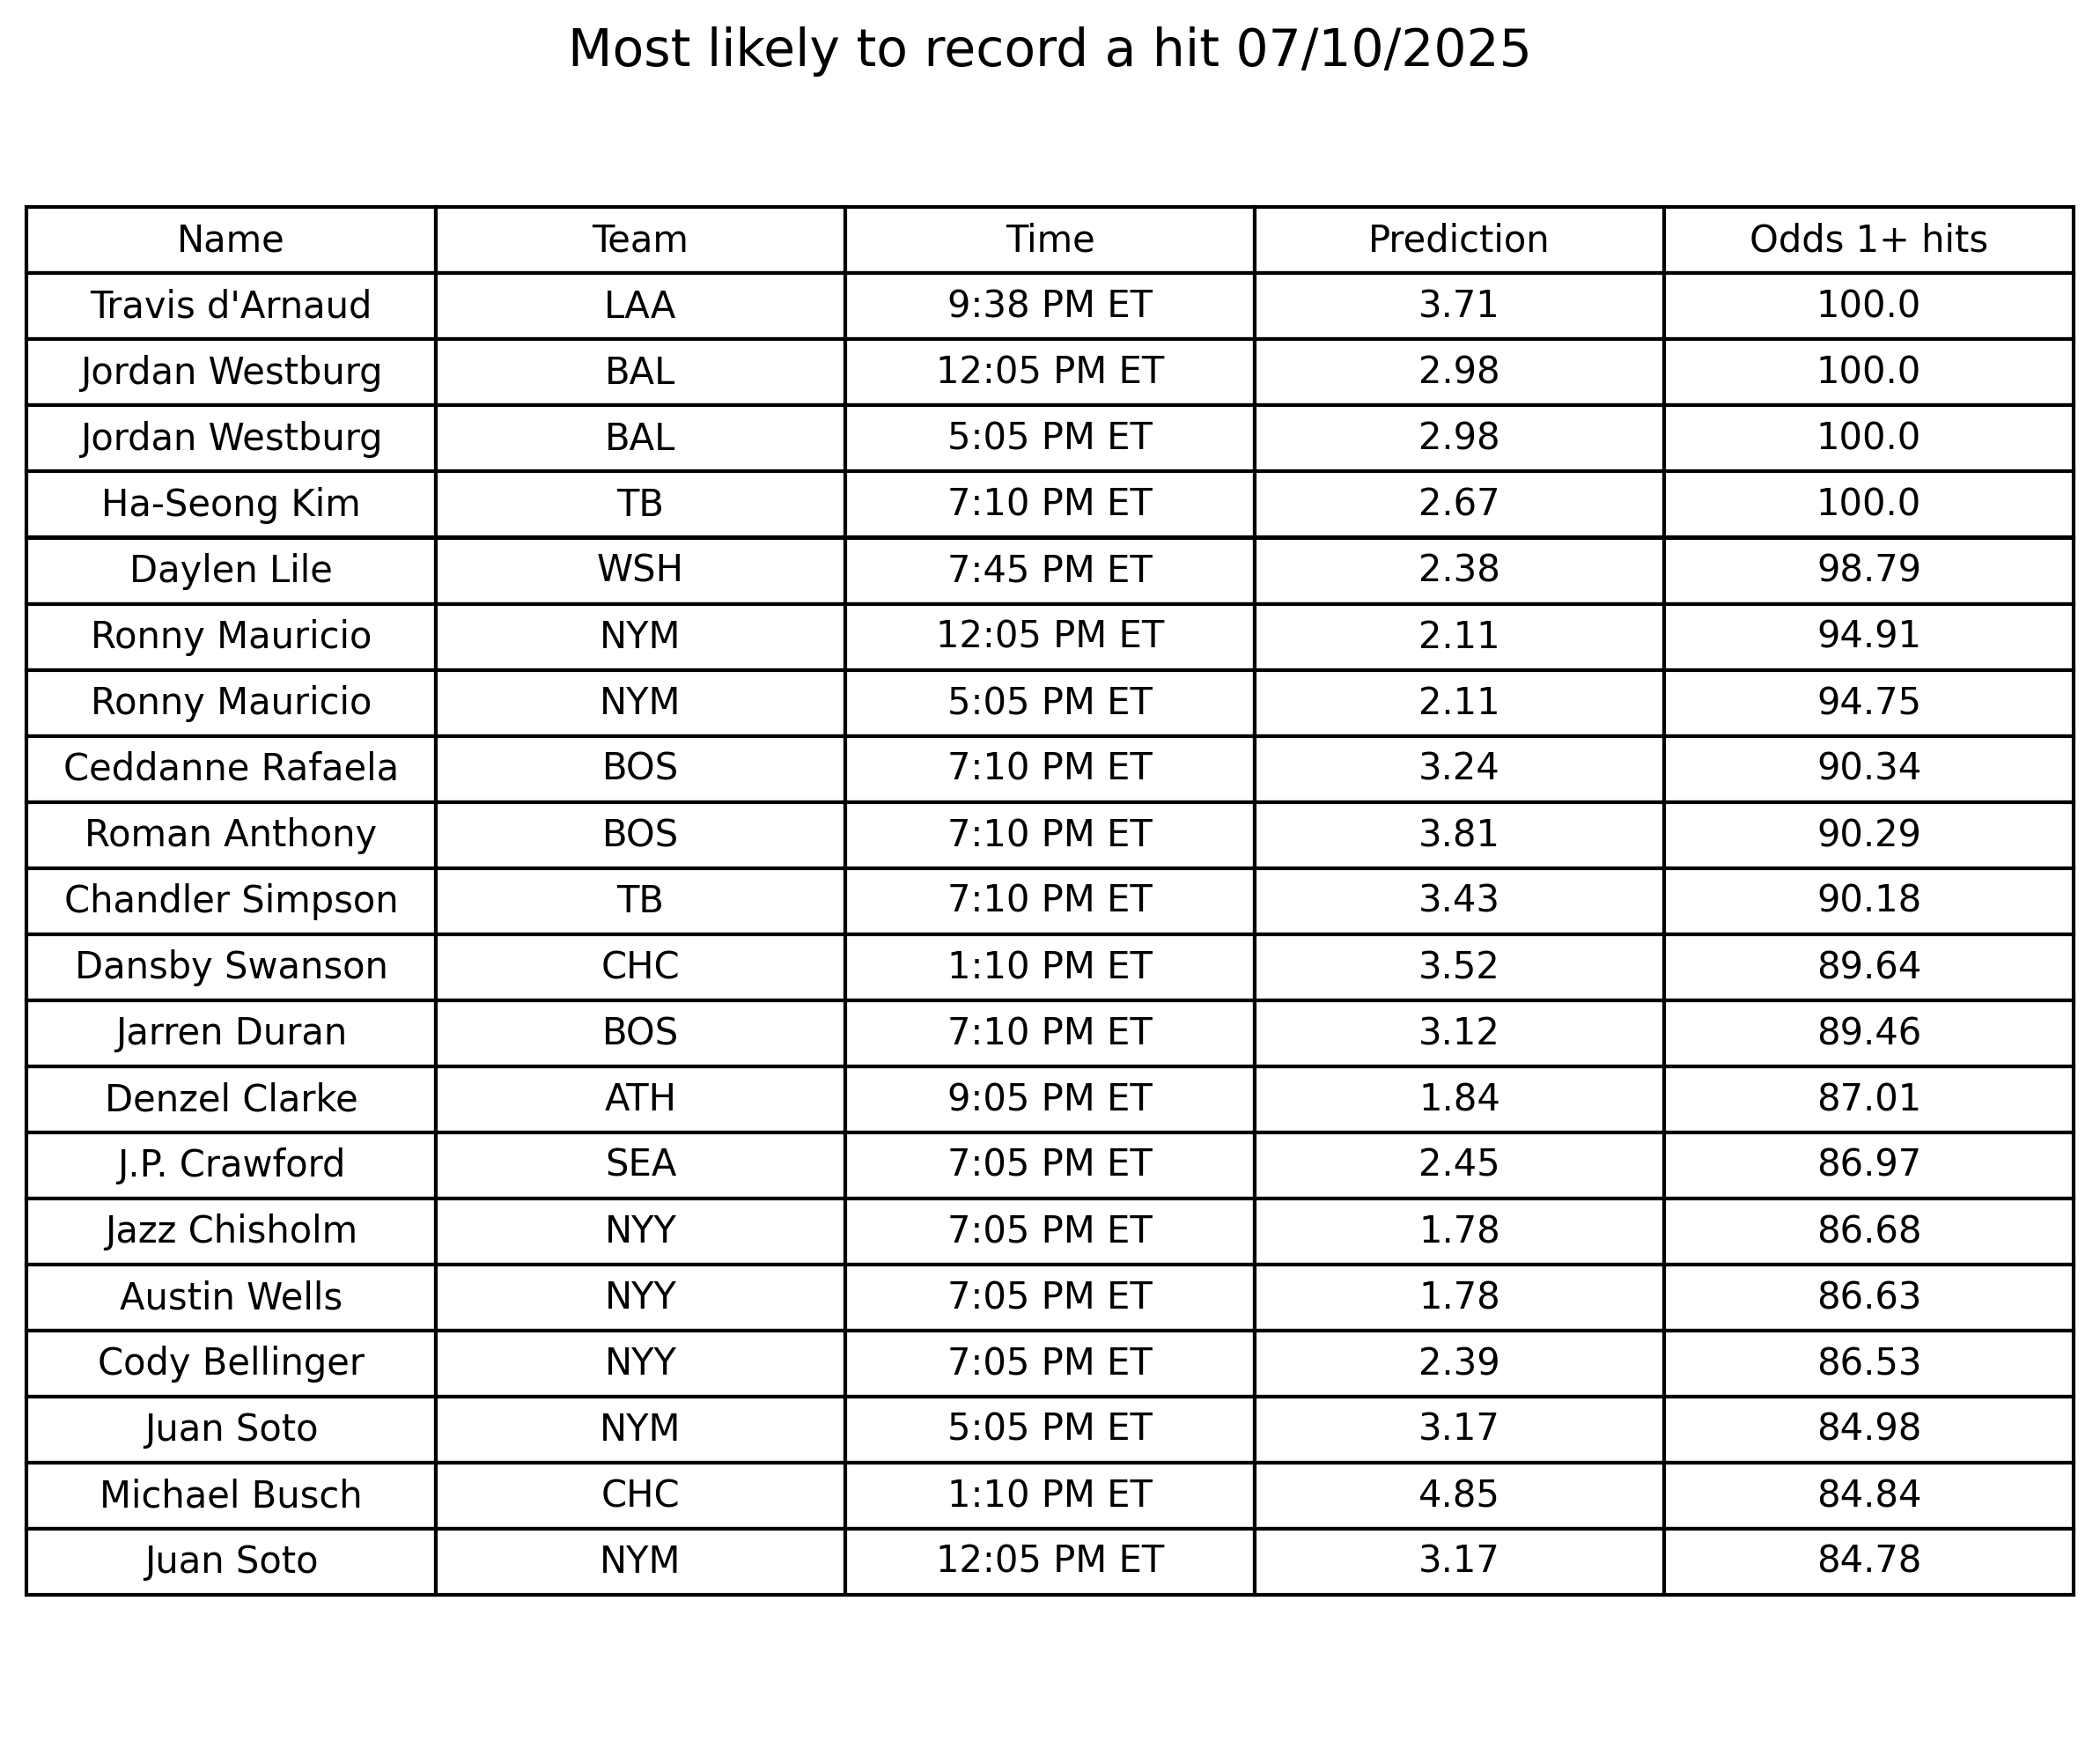 Most likely to record a hit 07/10/2025
Name Team Time Prediction Odds 1+ hits
Travis d'Arnaud LAA 9:38 PM ET 3.71 100.0
Jordan Westburg BAL 12:05 PM ET 2.98 100.0
Jordan Westburg BAL 5:05 PM ET 2.98 100.0
Ha-Seong Kim TB 7:10 PM ET 2.67 100.0
Daylen Lile WSH 7:45 PM ET 2.38 98.79
Ronny Mauricio NYM 12:05 PM ET 2.11 94.91
Ronny Mauricio NYM 5:05 PM ET 2.11 94.75
Ceddanne Rafaela BOS 7:10 PM ET 3.24 90.34
Roman Anthony BOS 7:10 PM ET 3.81 90.29
Chandler Simpson TB 7:10 PM ET 3.43 90.18
Dansby Swanson CHC 1:10 PM ET 3.52 89.64
Jarren Duran BOS 7:10 PM ET 3.12 89.46
Denzel Clarke ATH 9:05 PM ET 1.84 87.01
J.P. Crawford SEA 7:05 PM ET 2.45 86.97
Jazz Chisholm NYY 7:05 PM ET 1.78 86.68
Austin Wells NYY 7:05 PM ET 1.78 86.63
Cody Bellinger NYY 7:05 PM ET 2.39 86.53
Juan Soto NYM 5:05 PM ET 3.17 84.98
Michael Busch CHC 1:10 PM ET 4.85 84.84
Juan Soto NYM 12:05 PM ET 3.17 84.78